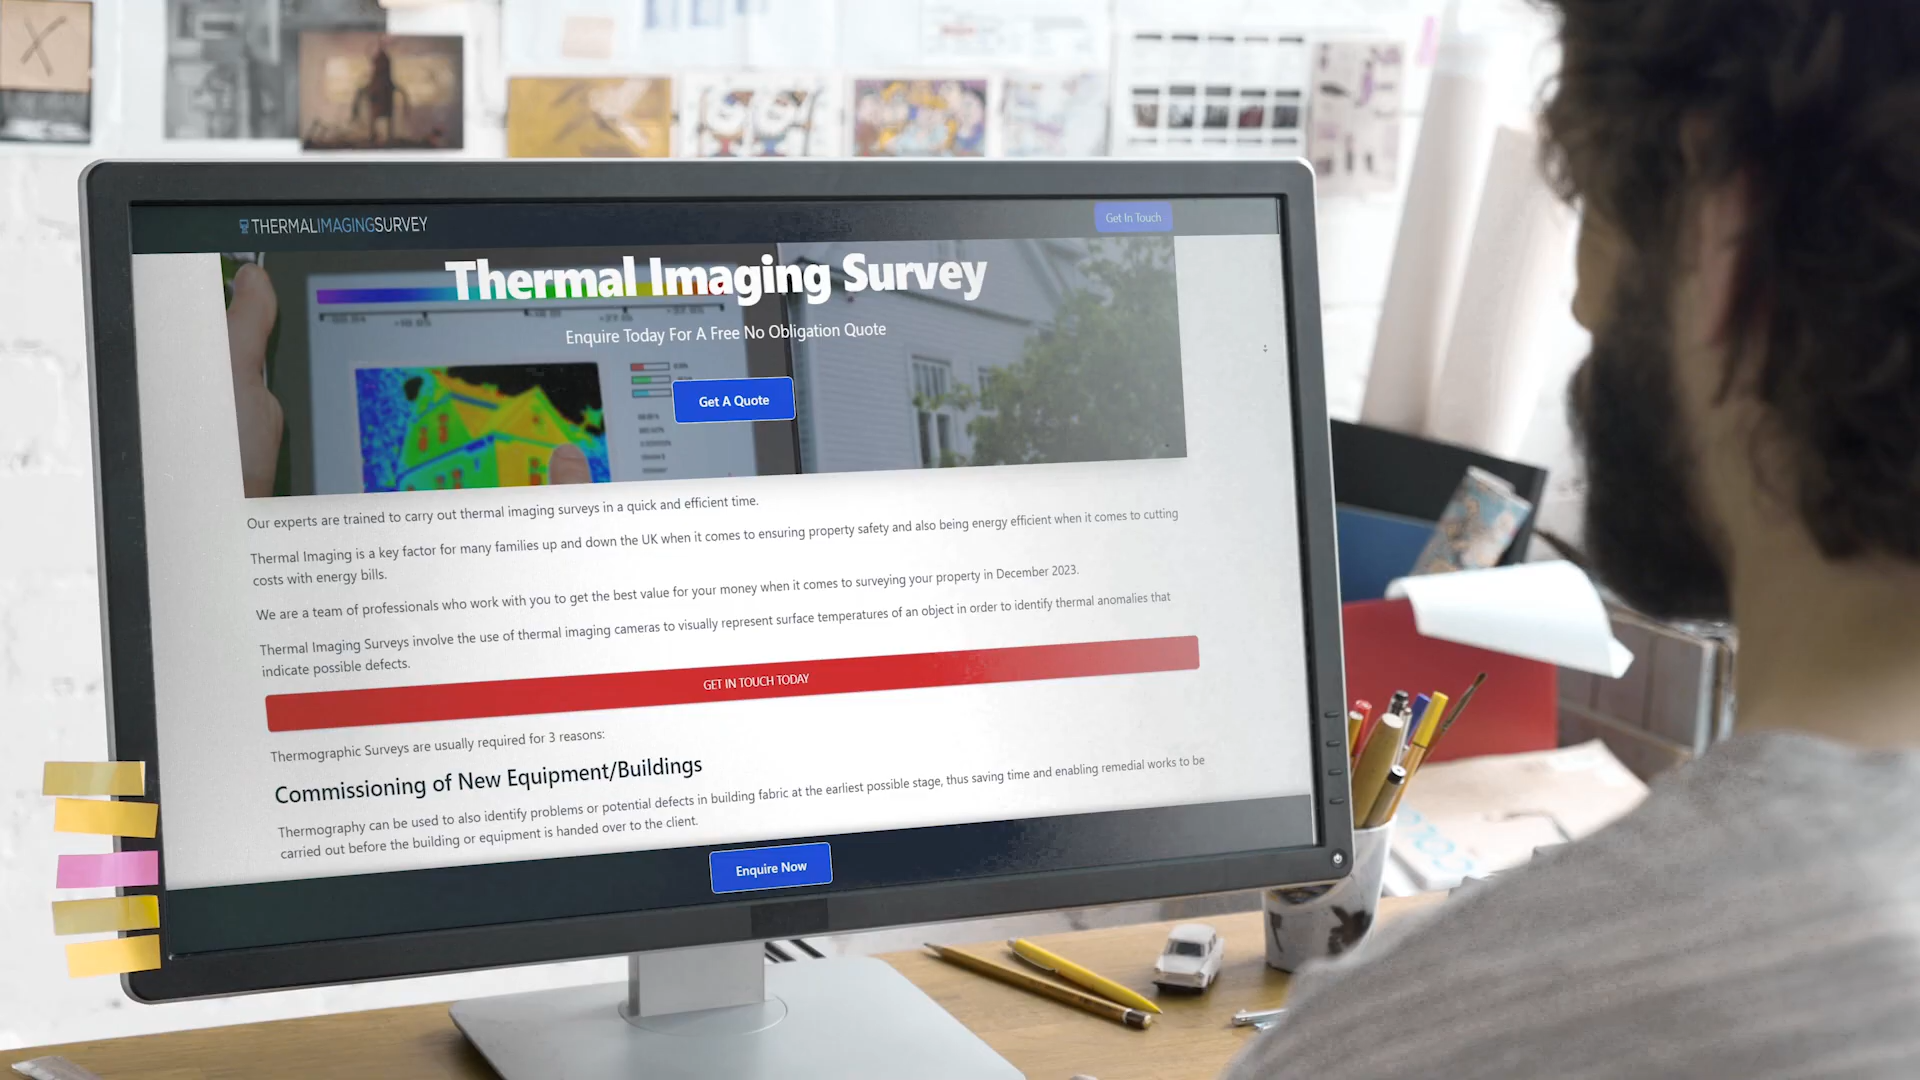 THERMALIMAGINGSURVEY
Get In Touch
Thermal Imaging Survey
Enquire Today For A Free No Obligation Quote
Get A Quote
Our experts are trained to carry out thermal imaging surveys in a quick and efficient time.
Thermal Imaging is a key factor for many families up and down the UK when it comes to ensuring property safety and also being energy efficient when it comes to cutting
costs with energy bills.
We are a team of professionals who work with you to get the best value for your money when it comes to surveying your property in December 2023.
Thermal Imaging Surveys involve the use of thermal imaging cameras to visually represent surface temperatures of an object in order to identify thermal anomalies that
indicate possible defects.
GET IN TOUCH TODAY
Thermographic Surveys are usually required for 3 reasons:
Commissioning of New Equipment/Buildings
Thermography can be used to also identify problems or potential defects in building fabric at the earliest possible stage, thus saving time and enabling remedial works to be
carried out before the building or equipment is handed over to the client.
Enquire Now